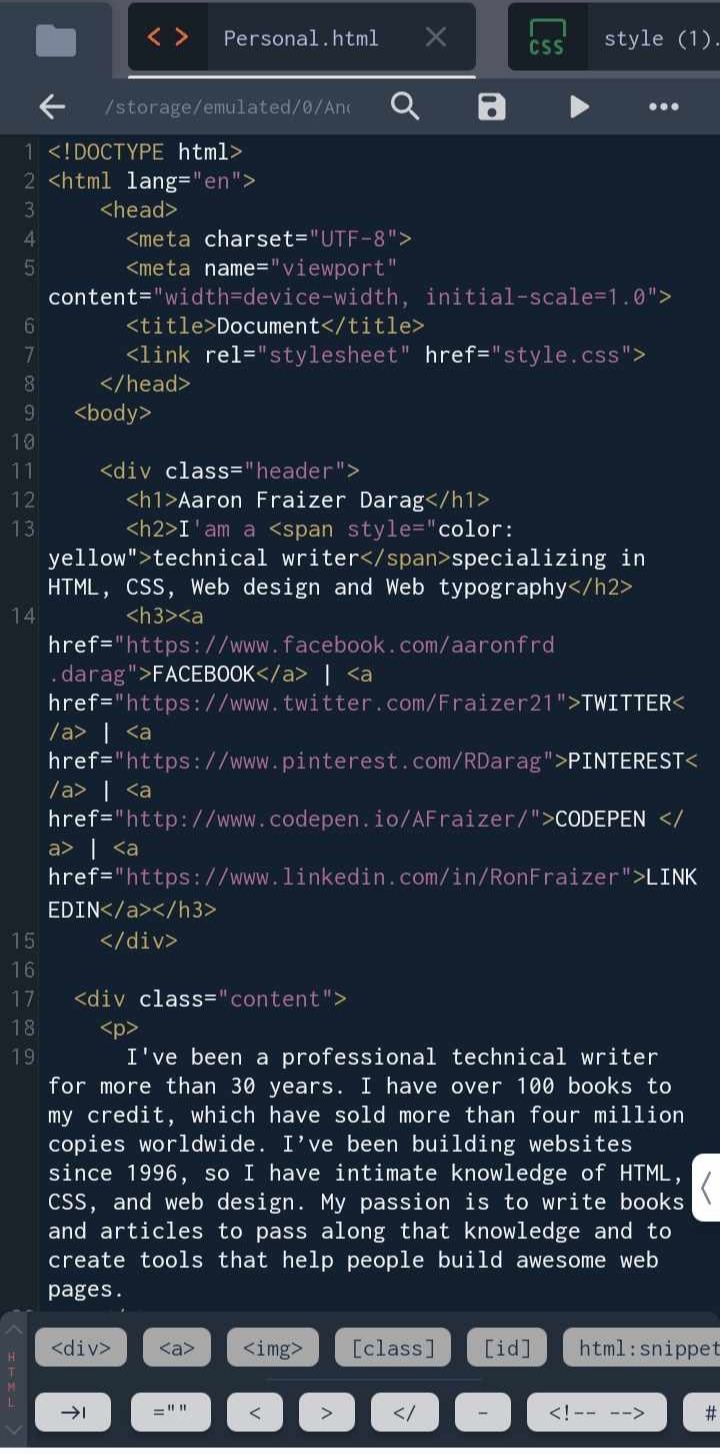 < > Personal.html ×
CSS style (1).
/storage/emulated/0/An
1 <!DOCTYPE html>
2 <html lang="en">
3 <head>
4 <meta charset="UTF-8">
5 <meta name="viewport"
content="width=device-width, initial-scale=1.0">
6 <title>Document</title>
7 <link rel="stylesheet" href="style.css">
8 </head>
9 <body>
10
11 <div class="header">
12 <h1>Aaron Fraizer Darag</h1>
13 <h2>I'am a <span style="color:
yellow">technical writer</span>specializing in
HTML, CSS, Web design and Web typography</h2>
14 <h3><a
href="https://www.facebook.com/aaronfrd
.darag">FACEBOOK</a> | <a
href="https://www.twitter.com/Fraizer21">TWITTER<
/a> | <a
href="https://www.pinterest.com/RDarag">PINTEREST<
/a> | <a
href="http://www.codepen.io/AFraizer/">CODEPEN </
a> | <a
href="https://www.linkedin.com/in/RonFraizer">LINK
EDIN</a></h3>
15 </div>
16
17 <div class="content">
18 <p>
19 I've been a professional technical writer
for more than 30 years. I have over 100 books to
my credit, which have sold more than four million
copies worldwide. I’ve been building websites
since 1996, so I have intimate knowledge of HTML,
CSS, and web design. My passion is to write books
and articles to pass along that knowledge and to
create tools that help people build awesome web
pages.
HTML
<div> <a> <img> [class] [id] html:snippet
="" < > </ - <!-- --> #